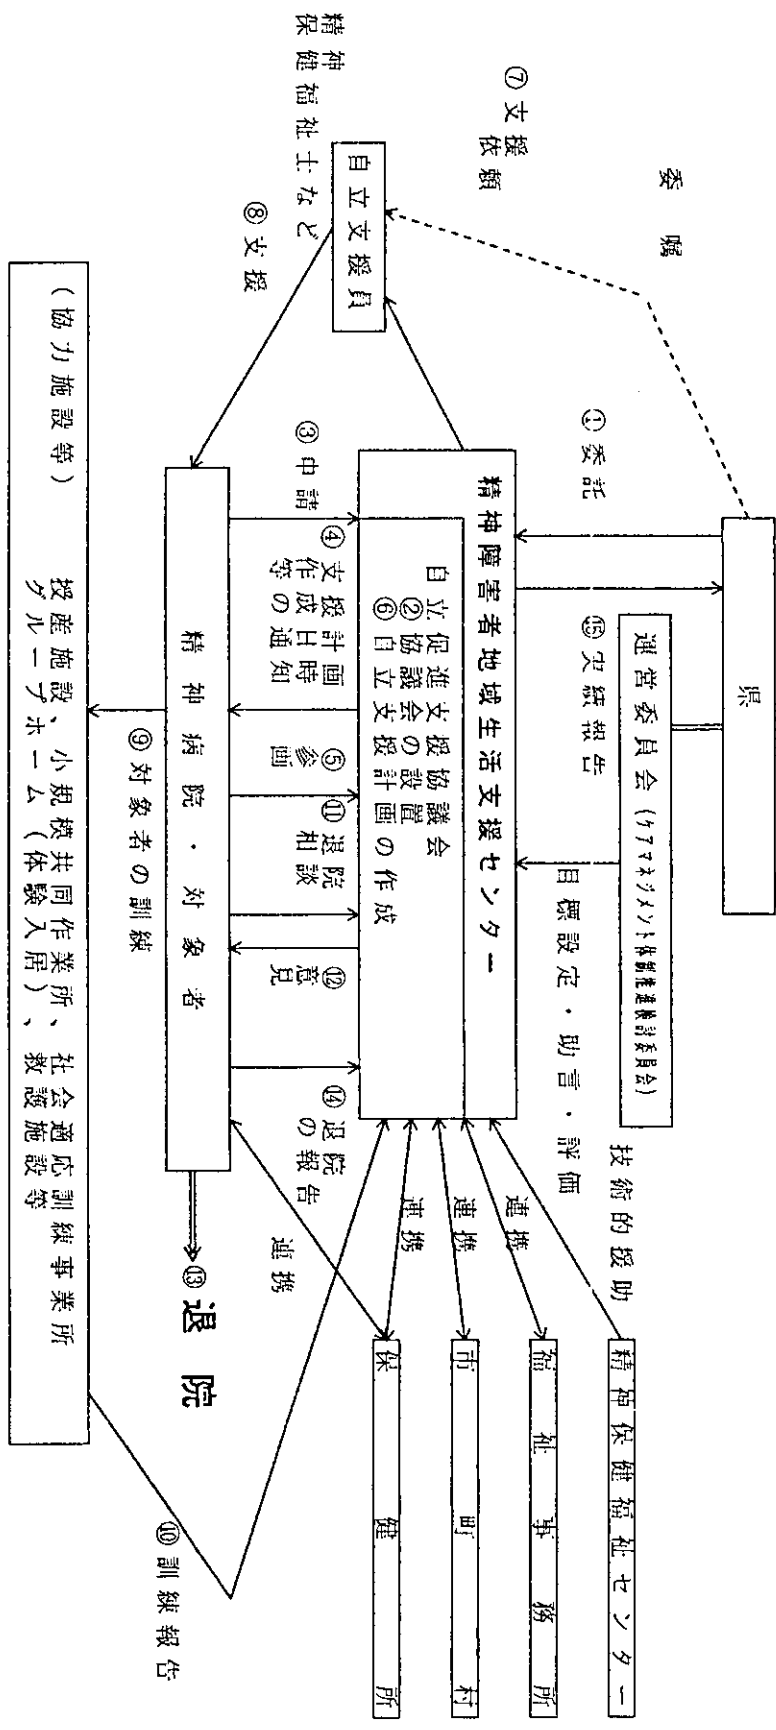 県
運営委員会（ケアマネジメント体制推進検討委員会）
委嘱
①委託
⑮実績報告
目標設定・助言・評価
技術的援助
⑦支援
依頼
自立支援員
精神
保健福祉士など
⑧支援
精神障害者地域生活支援センター
自立促進支援協議会
②協議会の設置
⑥自立支援計画の作成
連携
連携
連携
精神保健福祉センター
福祉事務所
市町村
保健所
③申請
④支援計画
作成日時
等の通知
⑤参画
⑪退院
相談
⑫意見
⑭退院
の報告
連携
精神病院・対象者
⑬退院
⑨対象者の訓練
⑩訓練報告
（協力施設等）
授産施設、小規模共同作業所、社会適応訓練事業所
グループホーム（体験入居）、救護施設等